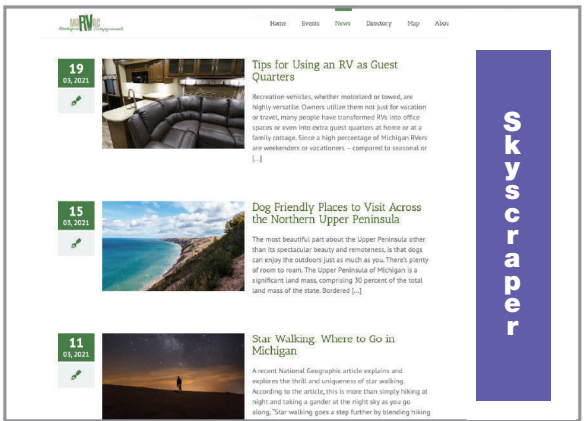 MARVAC
Michigan Campgrounds
Home Events News Directory Map Abou
19
03, 2021
Tips for Using an RV as Guest
Quarters
Recreation vehicles, whether motorized or towed, are
highly versatile. Owners utilize them not just for vacation
or travel, many people have transformed RVs into office
spaces or even into extra guest quarters at home or at a
family cottage. Since a high percentage of Michigan RVers
are weekenders or vacationers – compared to seasonal or
[...]
15
03, 2021
Dog Friendly Places to Visit Across
the Northern Upper Peninsula
The most beautiful part about the Upper Peninsula other
than its spectacular beauty and remoteness, is that dogs
can enjoy the outdoors just as much as you. There's plenty
of room to roam. The Upper Peninsula of Michigan is a
significant land mass, comprising 30 percent of the total
land mass of the state. Bordered [...]
11
03, 2021
Star Walking: Where to Go in
Michigan
A recent National Geographic article explains and
explores the thrill and uniqueness of star walking.
According to the article, this is more than simply hiking at
night and taking a gander at the night sky as you go
along, "Star walking goes a step further by blending hiking
Skyscraper